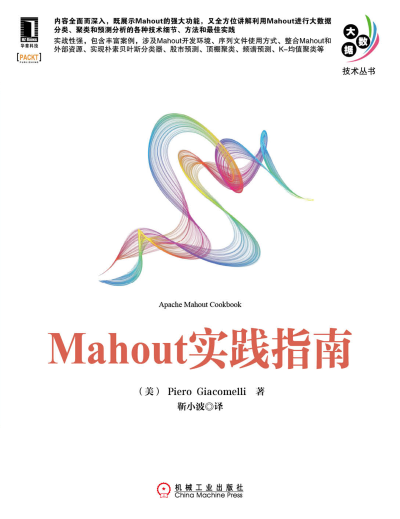 内容全面而深入，既展示Mahout的强大功能，又全方位讲解利用Mahout进行大数据
分类、聚类和预测分析的各种技术细节、方法和最佳实践
实战性强，包含丰富案例，涉及Mahout开发环境、序列文件使用方式、整合Mahout和
外部资源、实现朴素贝叶斯分类器、股市预测、顶棚聚类、频谱聚类、K-均值聚类等
华章科技
PACKT
PUBLISHING
大数据
技术丛书
Apache Mahout Cookbook
Mahout实践指南
（美） Piero Giacomelli 著
靳小波◎译
机械工业出版社
China Machine Press